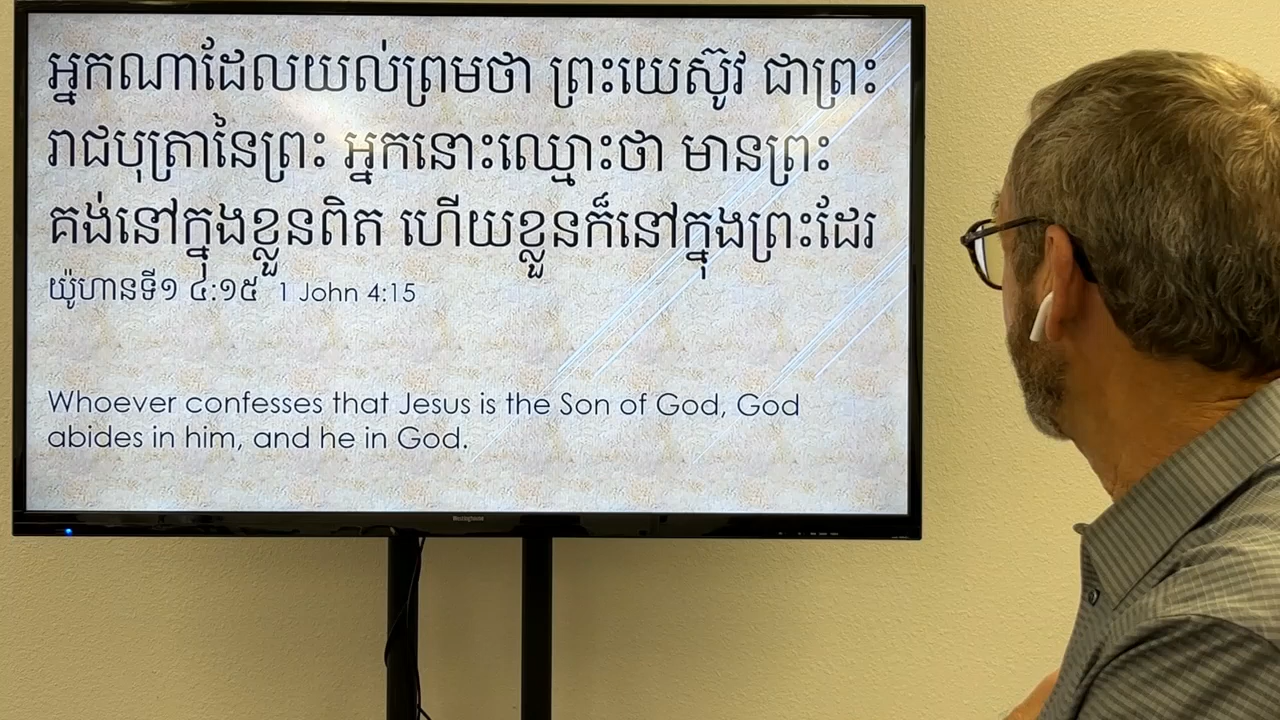 អ្នកណាដែលយល់ព្រមថា ព្រះយេស៊ូវ ជាព្រះ
រាជបុត្រានៃព្រះ អ្នកនោះឈ្មោះថា មានព្រះ
គង់នៅក្នុងខ្លួនពិត ហើយខ្លួនក៏នៅក្នុងព្រះដែរ
យ៉ូហានទី១ ៤:១៥ 1 John 4:15
Whoever confesses that Jesus is the Son of God, God
abides in him, and he in God.
Westinghouse